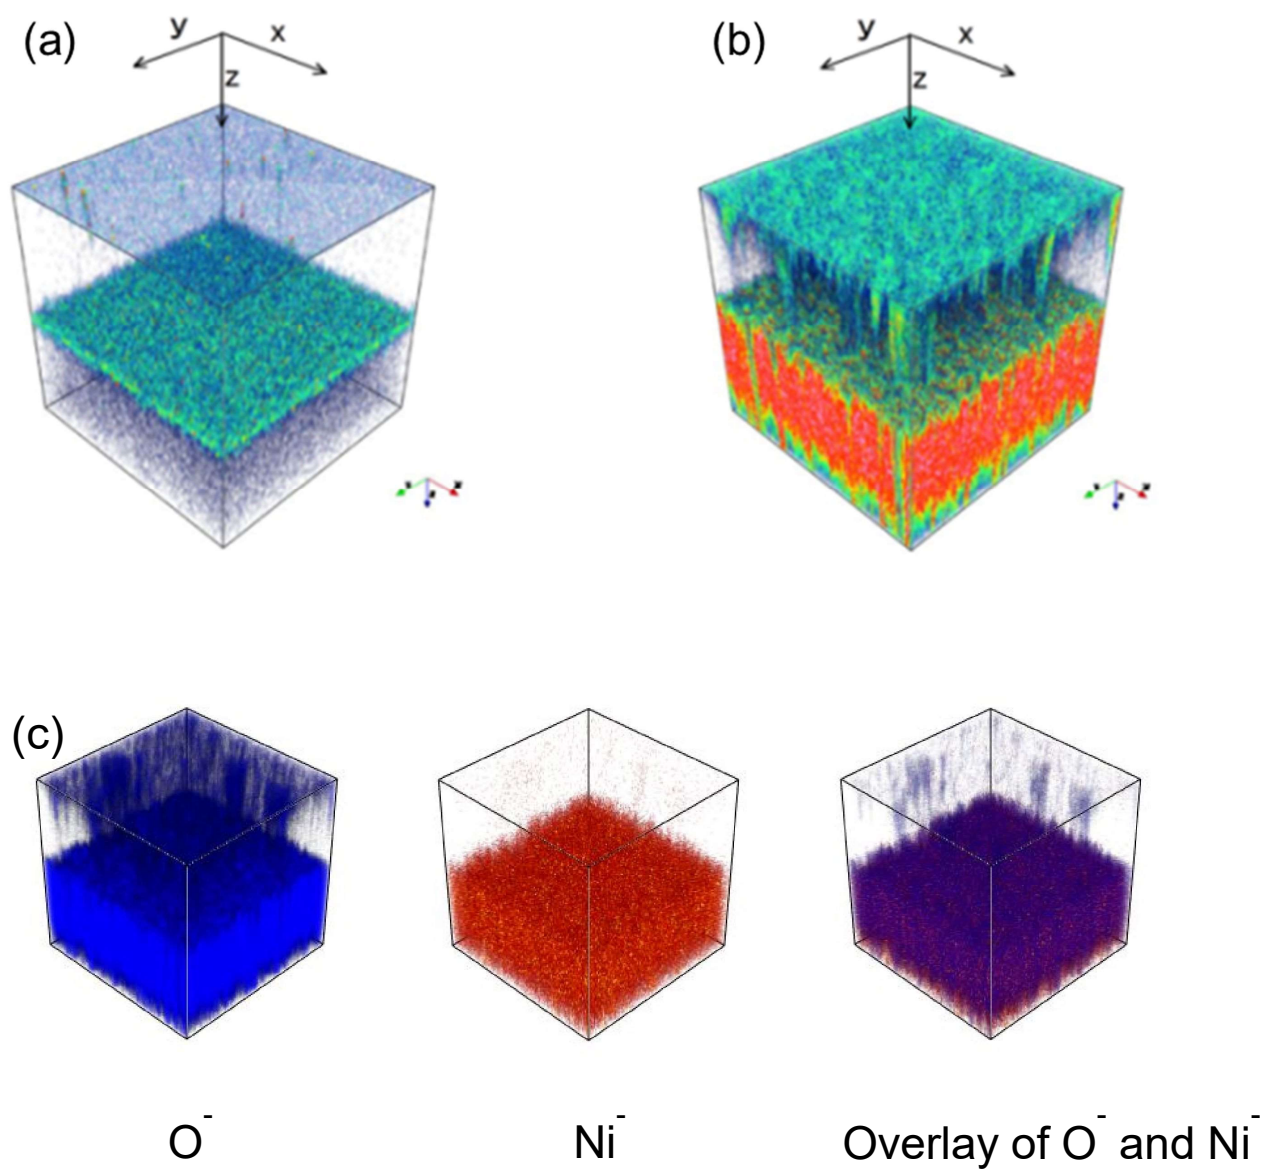 (a) y x z
(b) y x z
(c)
O⁻ Ni⁻ Overlay of O⁻ and Ni⁻